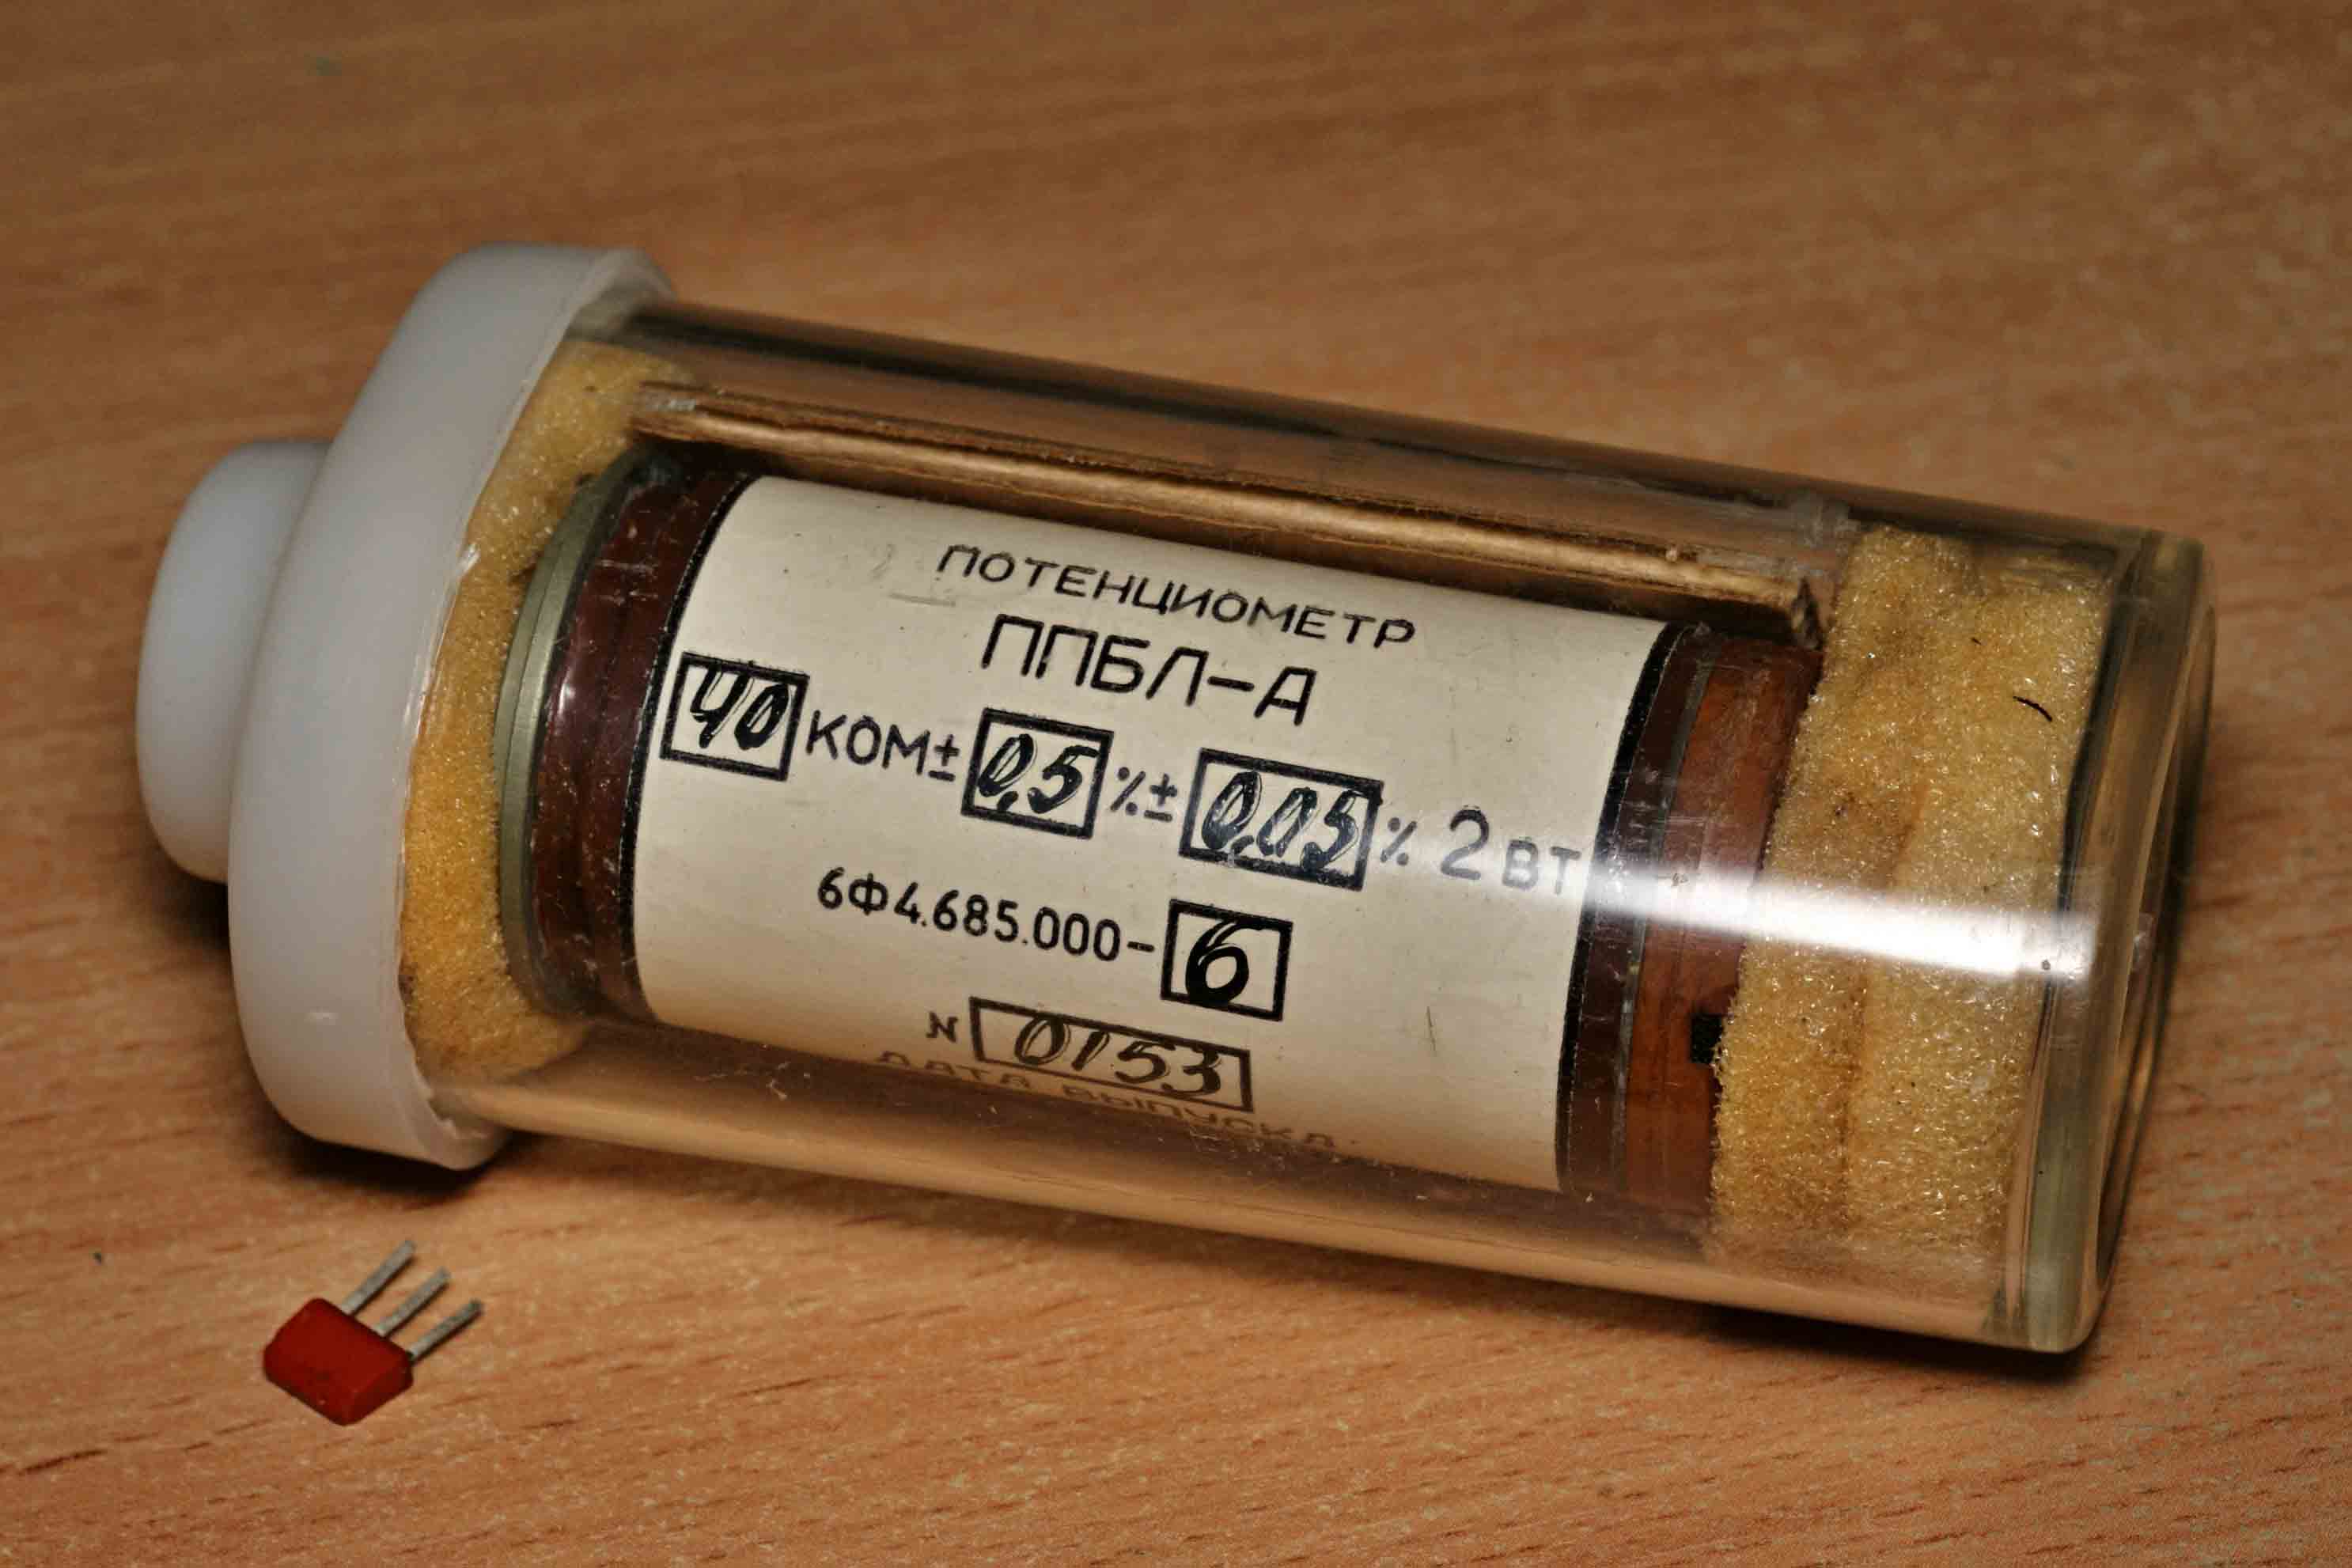 ПОТЕНЦИОМЕТР
ППБЛ-А
40 КОМ± 0,5 %± 0,05 % 2 ВТ
6Ф4.685.000- 6
N 0153
ДАТА ВЫПУСКА